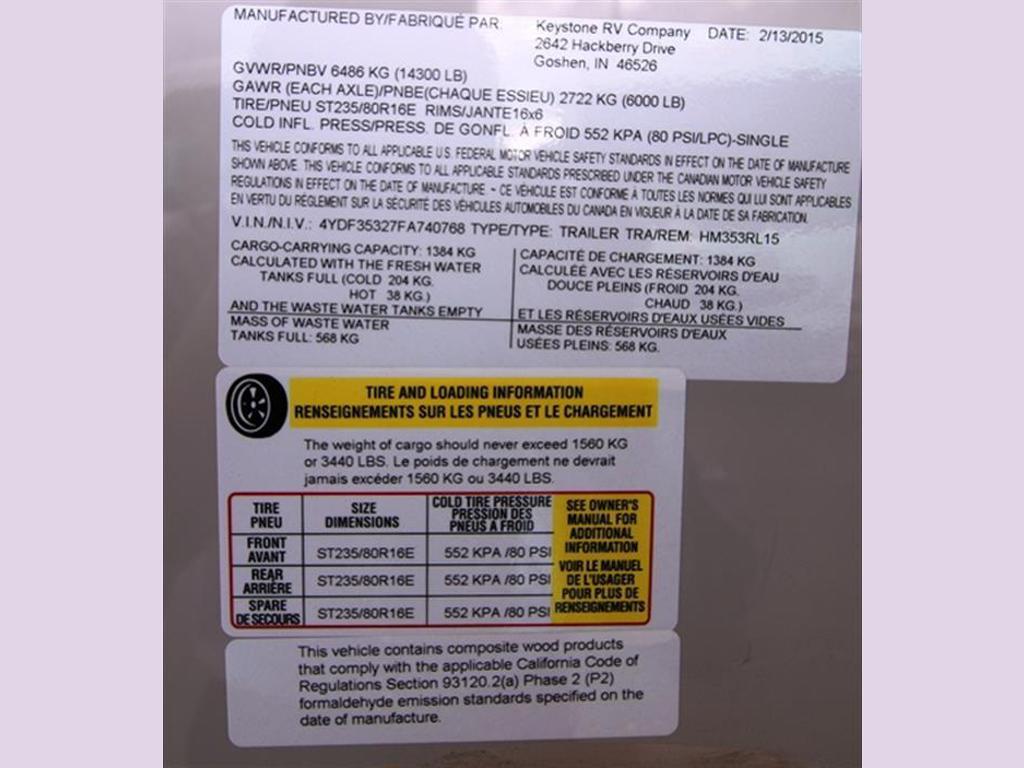 MANUFACTURED BY/FABRIQUÉ PAR: Keystone RV Company DATE: 2/13/2015
2642 Hackberry Drive
Goshen, IN 46526
GVWR/PNBV 6486 KG (14300 LB)
GAWR (EACH AXLE)/PNBE(CHAQUE ESSIEU) 2722 KG (6000 LB)
TIRE/PNEU ST235/80R16E RIMS/JANTE16x6
COLD INFL. PRESS/PRESS. DE GONFL. À FROID 552 KPA (80 PSI/LPC)-SINGLE
THIS VEHICLE CONFORMS TO ALL APPLICABLE U.S. FEDERAL MOTOR VEHICLE SAFETY STANDARDS IN EFFECT ON THE DATE OF MANUFACTURE
SHOWN ABOVE. THIS VEHICLE CONFORMS TO ALL APPLICABLE STANDARDS PRESCRIBED UNDER THE CANADIAN MOTOR VEHICLE SAFETY
REGULATIONS IN EFFECT ON THE DATE OF MANUFACTURE - CE VÉHICULE EST CONFORME À TOUTES LES NORMES QUI LUI SONT APPLICABLES
EN VERTU DU RÈGLEMENT SUR LA SÉCURITÉ DES VÉHICULES AUTOMOBILES DU CANADA EN VIGUEUR À LA DATE DE SA FABRICATION.
V.I.N./N.I.V.: 4YDF35327FA740768 TYPE/TYPE: TRAILER TRA/REM: HM353RL15
CARGO-CARRYING CAPACITY: 1384 KG
CALCULATED WITH THE FRESH WATER
TANKS FULL (COLD 204 KG.
HOT 38 KG.)
AND THE WASTE WATER TANKS EMPTY
MASS OF WASTE WATER
TANKS FULL: 568 KG
CAPACITÉ DE CHARGEMENT: 1384 KG
CALCULÉE AVEC LES RÉSERVOIRS D'EAU
DOUCE PLEINS (FROID 204 KG.
CHAUD 38 KG.)
ET LES RÉSERVOIRS D'EAUX USÉES VIDES
MASSE DES RÉSERVOIRS D'EAUX
USÉES PLEINS: 568 KG.
TIRE AND LOADING INFORMATION
RENSEIGNEMENTS SUR LES PNEUS ET LE CHARGEMENT
The weight of cargo should never exceed 1560 KG
or 3440 LBS. Le poids de chargement ne devrait
jamais excéder 1560 KG ou 3440 LBS.
TIRE SIZE COLD TIRE PRESSURE
PNEU DIMENSIONS PRESSION DES
PNEUS A FROID
FRONT
AVANT ST235/80R16E 552 KPA /80 PSI
REAR
ARRIÈRE ST235/80R16E 552 KPA /80 PSI
SPARE
DE SECOURS ST235/80R16E 552 KPA /80 PSI
SEE OWNER'S
MANUAL FOR
ADDITIONAL
INFORMATION
VOIR LE MANUEL
DE L'USAGER
POUR PLUS DE
RENSEIGNEMENTS
This vehicle contains composite wood products
that comply with the applicable California Code of
Regulations Section 93120.2(a) Phase 2 (P2)
formaldehyde emission standards specified on the
date of manufacture.